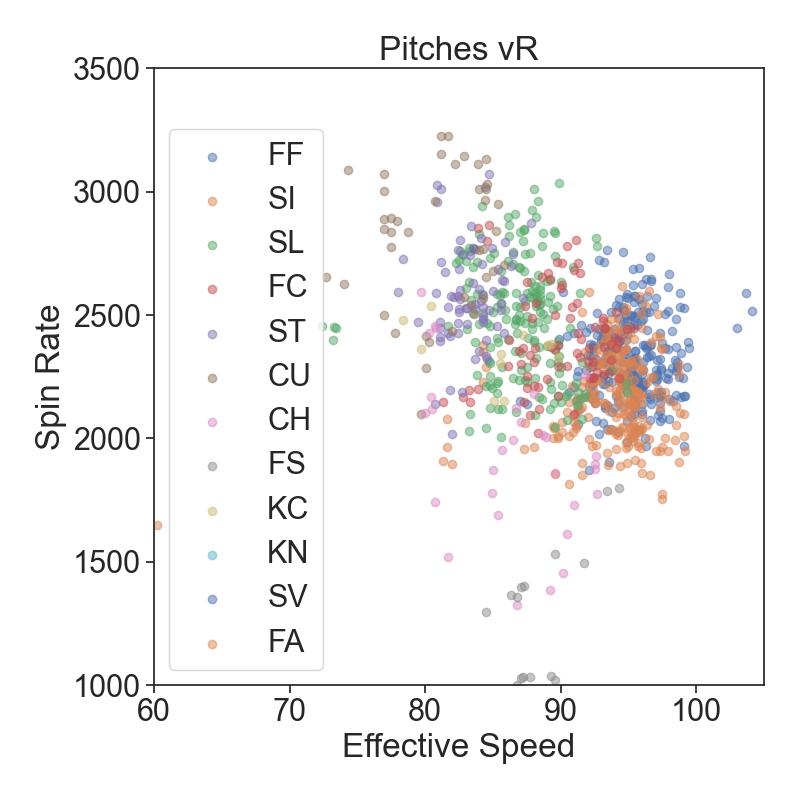 Pitches vR
3500
3000
2500
2000
1500
1000
Spin Rate
FF
SI
SL
FC
ST
CU
CH
FS
KC
KN
SV
FA
60 70 80 90 100
Effective Speed